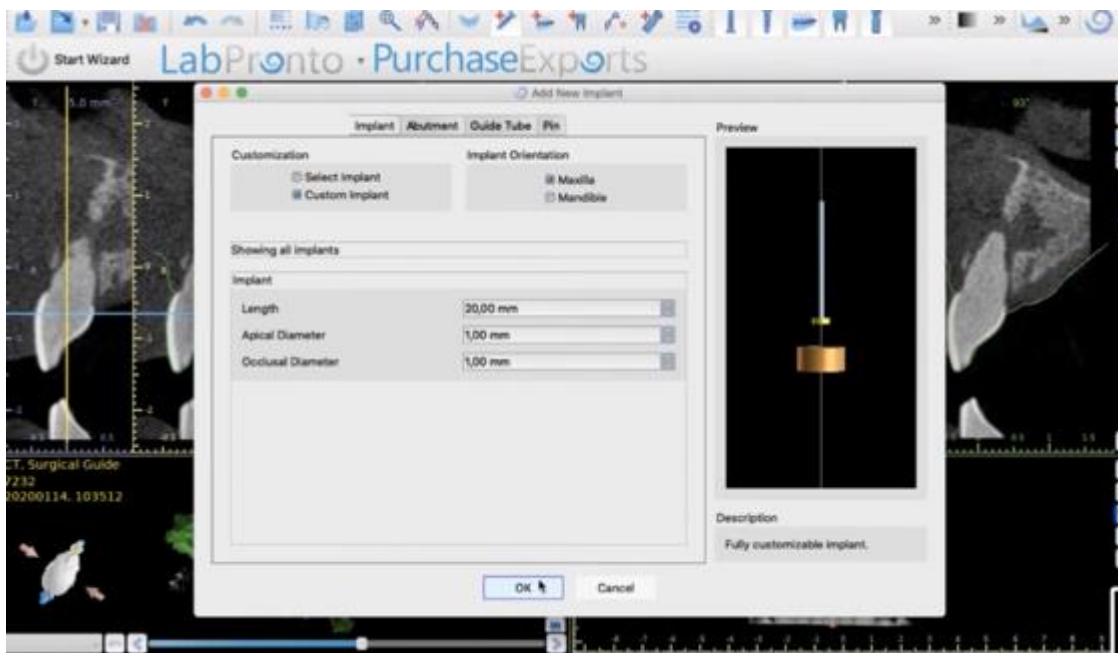 Start Wizard LabPronto · PurchaseExports
5.0 mm
Add New Implant
Implant Abutment Guide Tube Pin
Preview
Customization
Implant Orientation
Select Implant
Custom Implant
Maxilla
Mandible
Showing all implants
Implant
Length 20,00 mm
Apical Diameter 1,00 mm
Occlusal Diameter 1,00 mm
Description
Fully customizable implant.
OK Cancel
CT, Surgical Guide
7232
20200114, 103512